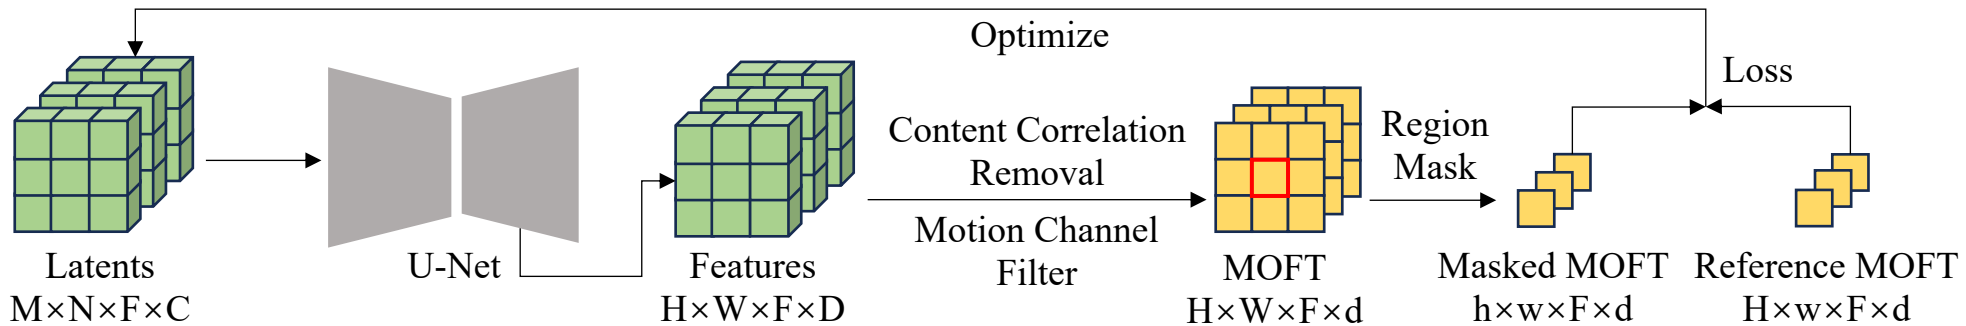 Optimize
Loss
Content Correlation
Removal
Motion Channel
Filter
Region
Mask
Latents
M×N×F×C
U-Net
Features
H×W×F×D
MOFT
H×W×F×d
Masked MOFT
h×w×F×d
Reference MOFT
H×w×F×d